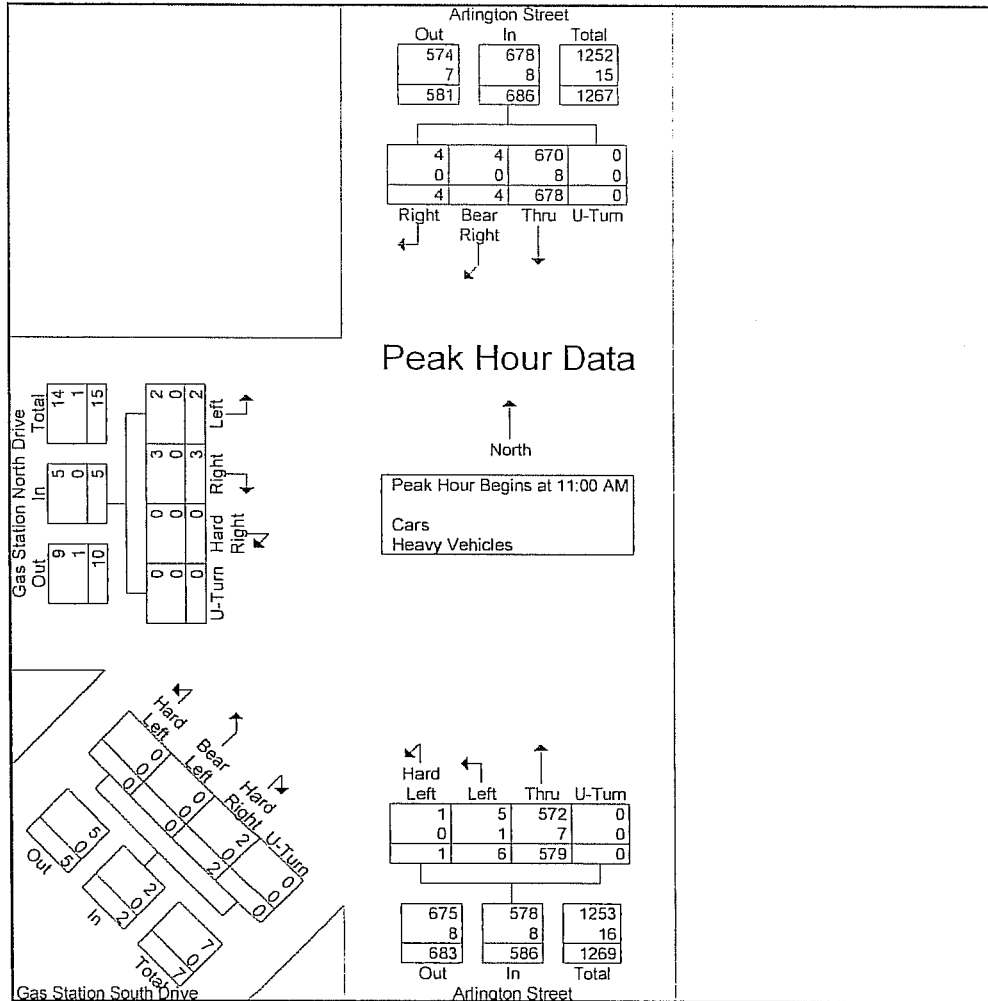 Arlington Street
Out In Total
574 678 1252
7 8 15
581 686 1267
4 4 670 0
0 0 8 0
4 4 678 0
Right Bear Right Thru U-Turn
Peak Hour Data
North
Peak Hour Begins at 11:00 AM
Cars
Heavy Vehicles
Gas Station North Drive
Out In Total
9 5 14
1 0 1
10 5 15
0 0 3 2
0 0 0 0
0 0 3 2
U-Turn Hard Right Right Left
Hard Left Bear Left Hard Right U-Turn
0 0 2 0
0 0 0 0
0 0 2 0
5 2 7
0 0 0
5 2 7
Out In Total
Gas Station South Drive
Hard Left Left Thru U-Turn
1 5 572 0
0 1 7 0
1 6 579 0
675 578 1253
8 8 16
683 586 1269
Out In Total
Arlington Street